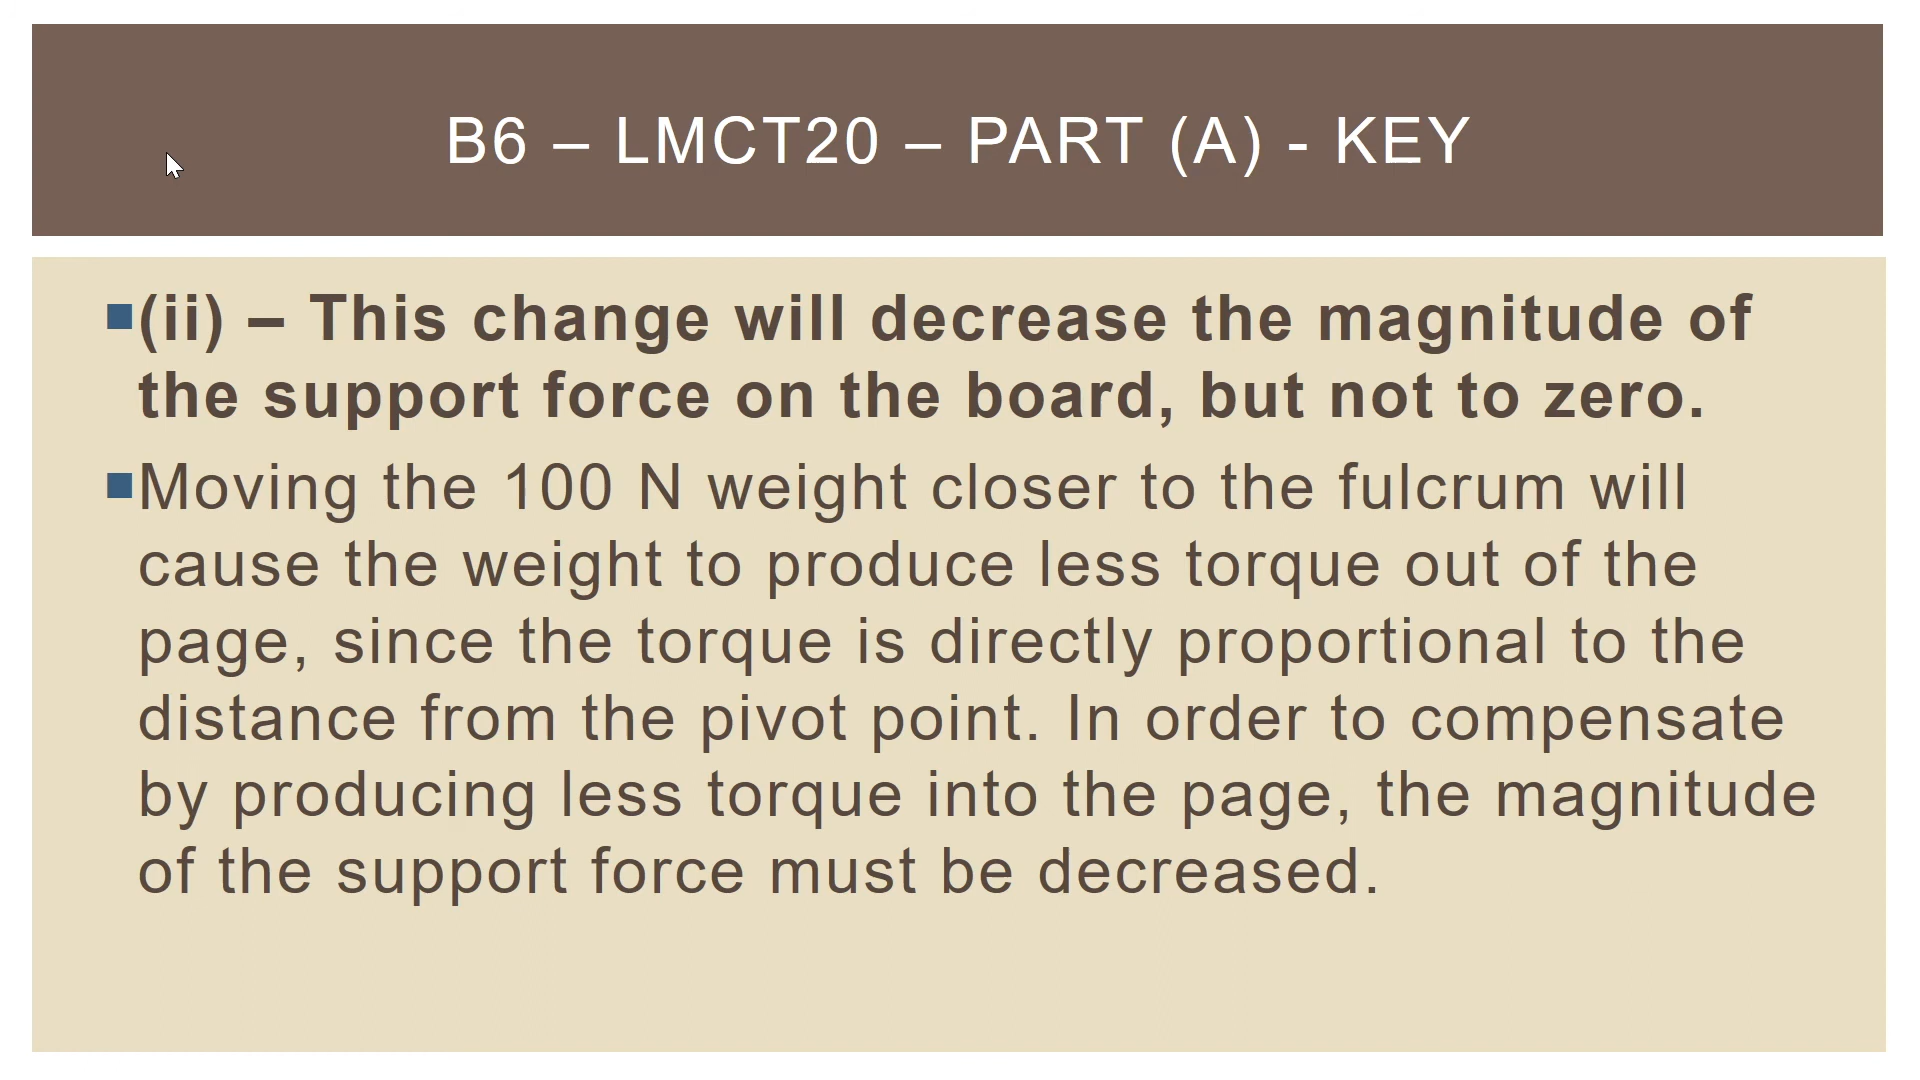 B6 – LMCT20 – PART (A) - KEY
(ii) – This change will decrease the magnitude of
the support force on the board, but not to zero.
Moving the 100 N weight closer to the fulcrum will
cause the weight to produce less torque out of the
page, since the torque is directly proportional to the
distance from the pivot point. In order to compensate
by producing less torque into the page, the magnitude
of the support force must be decreased.